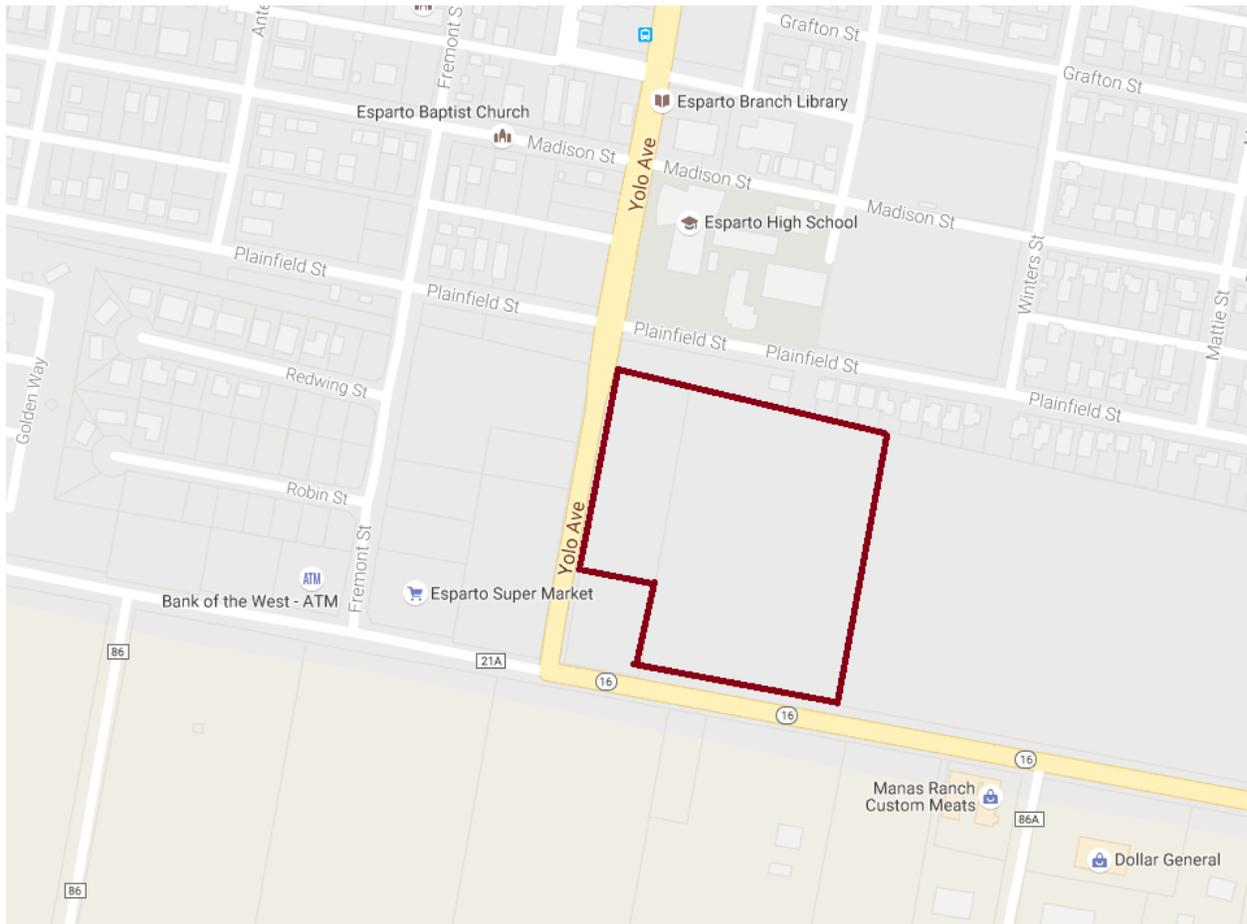 Ante
Fremont S
Grafton St
Grafton St
Esparto Branch Library
Esparto Baptist Church
Madison St
Yolo Ave
Madison St
Esparto High School
Madison St
Winters St
Mattie St
Plainfield St
Plainfield St
Plainfield St
Plainfield St
Plainfield St
Golden Way
Redwing St
Robin St
Fremont St
Yolo Ave
ATM
Bank of the West - ATM
Esparto Super Market
86
21A
16
16
16
Manas Ranch
Custom Meats
86A
Dollar General
86